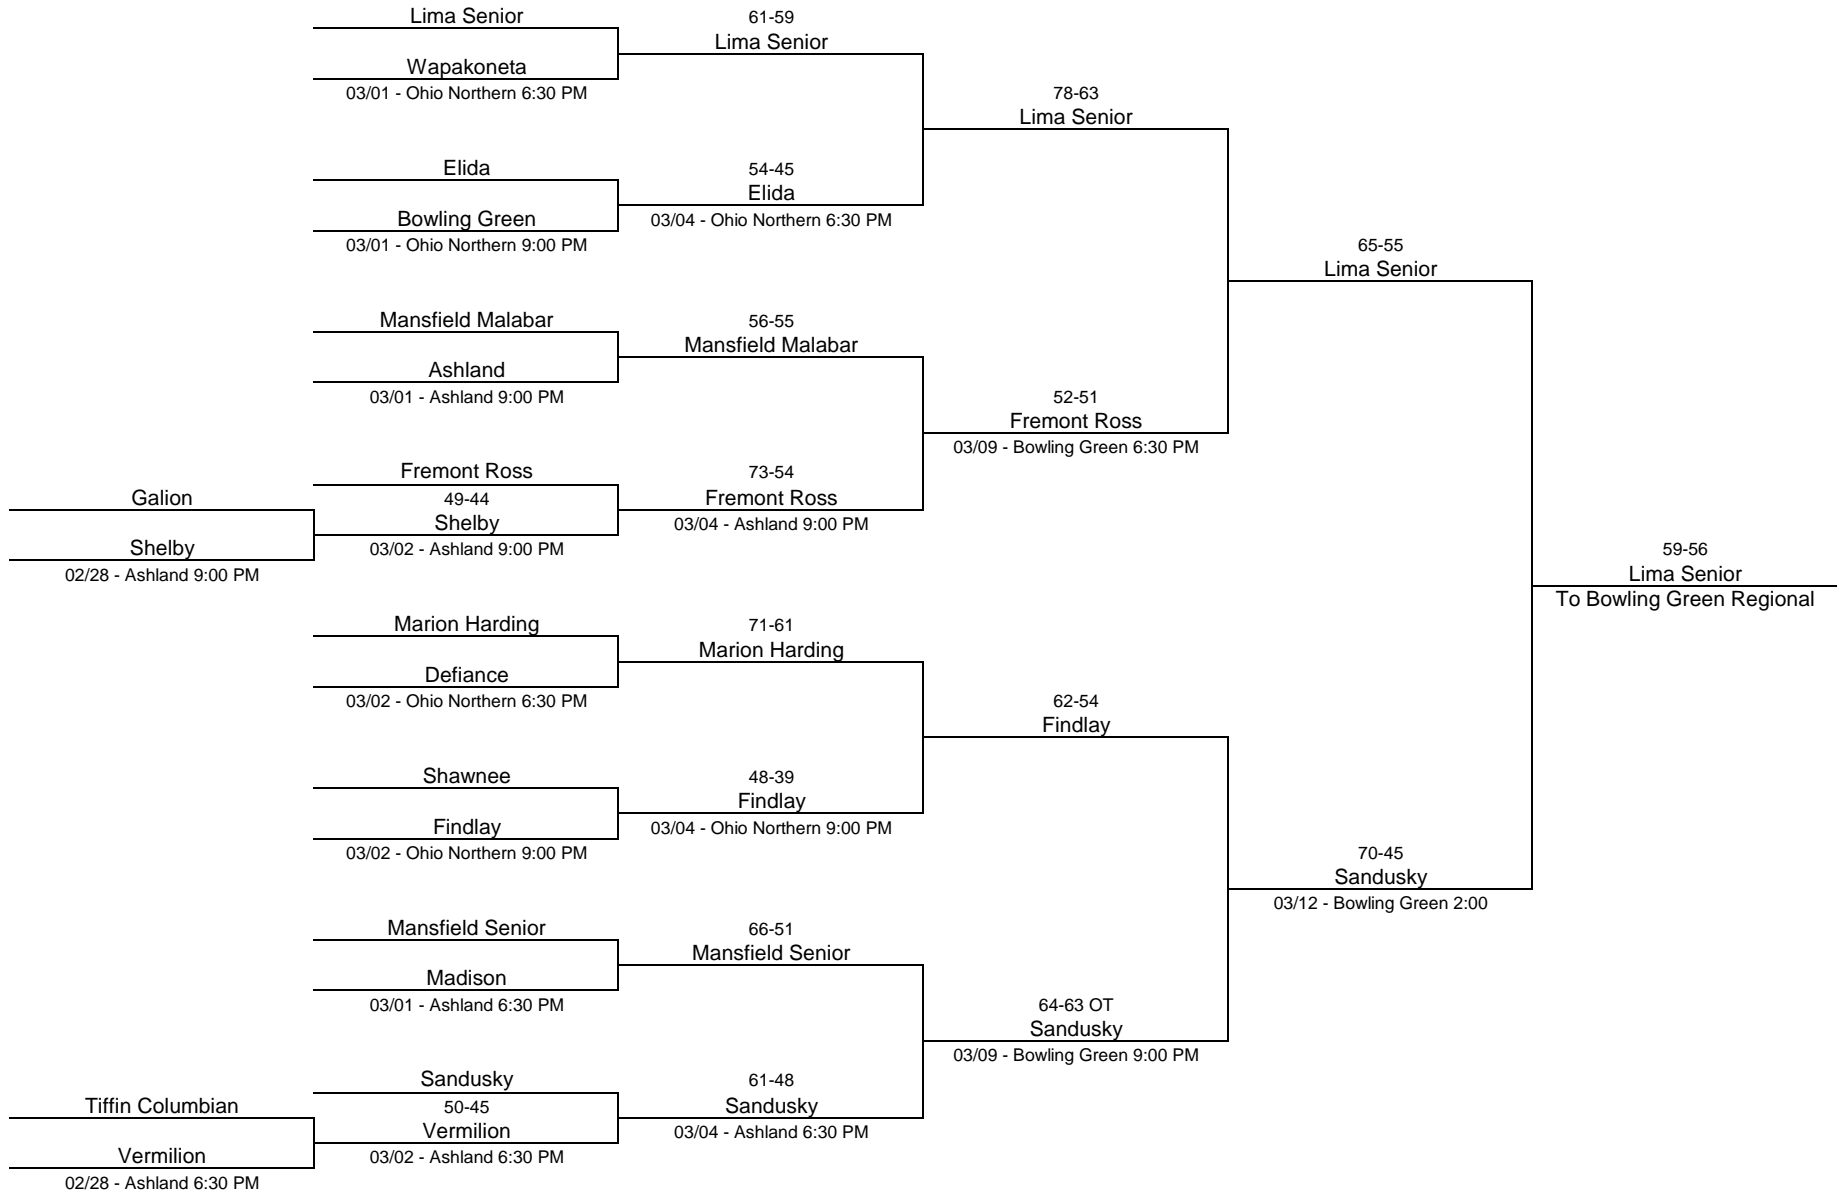 Lima Senior
61-59
Lima Senior
Wapakoneta
03/01 - Ohio Northern 6:30 PM
78-63
Lima Senior
Elida
54-45
Elida
Bowling Green
03/04 - Ohio Northern 6:30 PM
03/01 - Ohio Northern 9:00 PM
65-55
Lima Senior
Mansfield Malabar
56-55
Mansfield Malabar
Ashland
03/01 - Ashland 9:00 PM
52-51
Fremont Ross
03/09 - Bowling Green 6:30 PM
Fremont Ross
73-54
Galion
49-44
Fremont Ross
Shelby
03/04 - Ashland 9:00 PM
Shelby
03/02 - Ashland 9:00 PM
02/28 - Ashland 9:00 PM
59-56
Lima Senior
To Bowling Green Regional
Marion Harding
71-61
Marion Harding
Defiance
03/02 - Ohio Northern 6:30 PM
62-54
Findlay
Shawnee
48-39
Findlay
Findlay
03/04 - Ohio Northern 9:00 PM
03/02 - Ohio Northern 9:00 PM
70-45
Sandusky
03/12 - Bowling Green 2:00
Mansfield Senior
66-51
Mansfield Senior
Madison
03/01 - Ashland 6:30 PM
64-63 OT
Sandusky
03/09 - Bowling Green 9:00 PM
Sandusky
61-48
Tiffin Columbian
50-45
Sandusky
Vermilion
03/04 - Ashland 6:30 PM
Vermilion
03/02 - Ashland 6:30 PM
02/28 - Ashland 6:30 PM